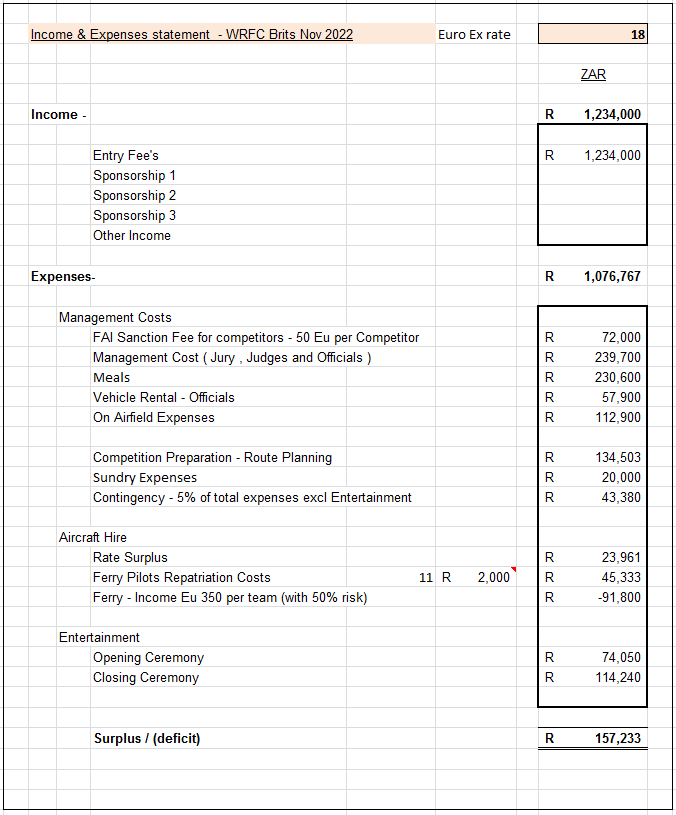 Income & Expenses statement - WRFC Brits Nov 2022 Euro Ex rate 18
ZAR
Income - R 1,234,000
Entry Fee's R 1,234,000
Sponsorship 1
Sponsorship 2
Sponsorship 3
Other Income
Expenses- R 1,076,767
Management Costs
FAI Sanction Fee for competitors - 50 Eu per Competitor R 72,000
Management Cost ( Jury , Judges and Officials ) R 239,700
Meals R 230,600
Vehicle Rental - Officials R 57,900
On Airfield Expenses R 112,900
Competition Preparation - Route Planning R 134,503
Sundry Expenses R 20,000
Contingency - 5% of total expenses excl Entertainment R 43,380
Aircraft Hire
Rate Surplus R 23,961
Ferry Pilots Repatriation Costs 11 R 2,000 R 45,333
Ferry - Income Eu 350 per team (with 50% risk) R -91,800
Entertainment
Opening Ceremony R 74,050
Closing Ceremony R 114,240
Surplus / (deficit) R 157,233